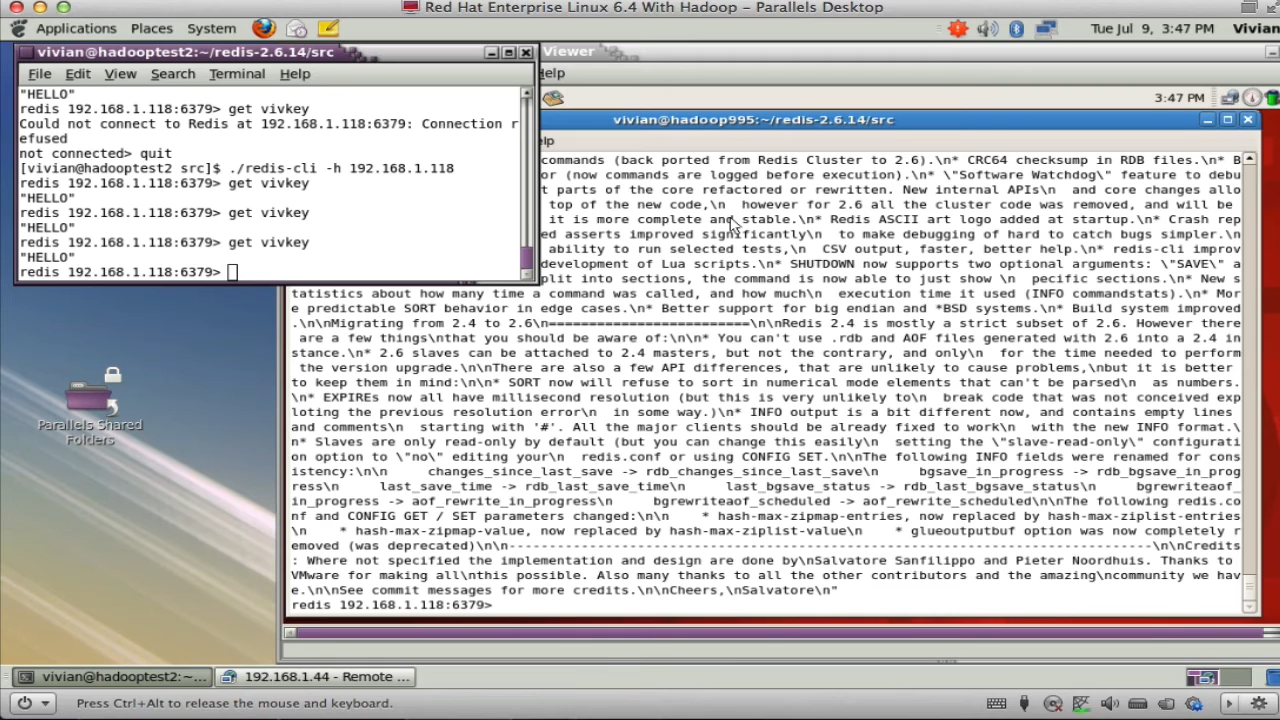 Red Hat Enterprise Linux 6.4 With Hadoop – Parallels Desktop
Applications Places System
Tue Jul 9, 3:47 PM Vivian
vivian@hadooptest2:~/redis-2.6.14/src
File Edit View Search Terminal Help
"HELLO"
redis 192.168.1.118:6379> get vivkey
Could not connect to Redis at 192.168.1.118:6379: Connection r
efused
not connected> quit
[vivian@hadooptest2 src]$ ./redis-cli -h 192.168.1.118
redis 192.168.1.118:6379> get vivkey
"HELLO"
redis 192.168.1.118:6379> get vivkey
"HELLO"
redis 192.168.1.118:6379> get vivkey
"HELLO"
redis 192.168.1.118:6379>
Viewer
Help
3:47 PM
vivian@hadoop995:~/redis-2.6.14/src
elp
commands (back ported from Redis Cluster to 2.6).\n* CRC64 checksum in RDB files.\n* B
or (now commands are logged before execution).\n* \"Software Watchdog\" feature to debu
t parts of the core refactored or rewritten. New internal APIs\n  and core changes allo
top of the new code,\n  however for 2.6 all the cluster code was removed, and will be
it is more complete and stable.\n* Redis ASCII art logo added at startup.\n* Crash rep
ed asserts improved significantly\n  to make debugging of hard to catch bugs simpler.\n
ability to run selected tests,\n  CSV output, faster, better help.\n* redis-cli improv
development of Lua scripts.\n* SHUTDOWN now supports two optional arguments: \"SAVE\" a
plit into sections, the command is now able to just show \n  pecific sections.\n* New s
tatistics about how many time a command was called, and how much\n  execution time it used (INFO commandstats).\n* Mor
e predictable SORT behavior in edge cases.\n* Better support for big endian and *BSD systems.\n* Build system improved
.\n\nMigrating from 2.4 to 2.6\n=========================\n\nRedis 2.4 is mostly a strict subset of 2.6. However there
are a few things\nthat you should be aware of:\n\n* You can't use .rdb and AOF files generated with 2.6 into a 2.4 in
stance.\n* 2.6 slaves can be attached to 2.4 masters, but not the contrary, and only\n  for the time needed to perform
the version upgrade.\n\nThere are also a few API differences, that are unlikely to cause problems,\nbut it is better
to keep them in mind:\n\n* SORT now will refuse to sort in numerical mode elements that can't be parsed\n  as numbers.
\n* EXPIREs now all have millisecond resolution (but this is very unlikely to\n  break code that was not conceived exp
loting the previous resolution error\n  in some way.)\n* INFO output is a bit different now, and contains empty lines
and comments\n  starting with '#'. All the major clients should be already fixed to work\n  with the new INFO format.\
n* Slaves are only read-only by default (but you can change this easily\n  setting the \"slave-read-only\" configurati
on option to \"no\" editing your\n  redis.conf or using CONFIG SET.\n\nThe following INFO fields were renamed for cons
istency:\n\n     changes_since_last_save -> rdb_changes_since_last_save\n     bgsave_in_progress -> rdb_bgsave_in_prog
ress\n     last_save_time -> rdb_last_save_time\n     last_bgsave_status -> rdb_last_bgsave_status\n     bgrewriteaof_
in_progress -> aof_rewrite_in_progress\n     bgrewriteaof_scheduled -> aof_rewrite_scheduled\n\nThe following redis.co
nf and CONFIG GET / SET parameters changed:\n\n     * hash-max-zipmap-entries, now replaced by hash-max-ziplist-entries
\n     * hash-max-zipmap-value, now replaced by hash-max-ziplist-value\n     * glueoutputbuf option was now completely r
emoved (was deprecated)\n\n--------------------------------------------------------------------------------\n\nCredits
: Where not specified the implementation and design are done by\nSalvatore Sanfilippo and Pieter Noordhuis. Thanks to
VMware for making all\nthis possible. Also many thanks to all the other contributors and the amazing\ncommunity we hav
e.\n\nSee commit messages for more credits.\n\nCheers,\nSalvatore\n"
redis 192.168.1.118:6379>
Parallels Shared
Folders
vivian@hadooptest2:~...
192.168.1.44 - Remote ...
Press Ctrl+Alt to release the mouse and keyboard.